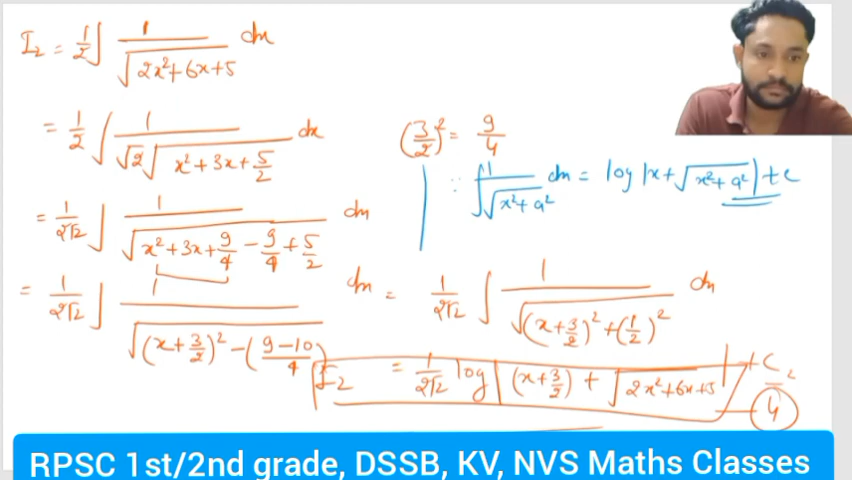 I₂ = 1/2 ∫ 1/√(2x²+6x+5) dx
= 1/2 ∫ 1/(√2 √(x²+3x+5/2)) dx
= 1/(2√2) ∫ 1/√(x²+3x+9/4-9/4+5/2) dx
= 1/(2√2) ∫ 1/√((x+3/2)²-((9-10)/4)) dx
(3/2)² = 9/4
∵ ∫ 1/√(x²+a²) dx = log|x+√(x²+a²)|+c
= 1/(2√2) ∫ 1/√((x+3/2)²+(1/2)²) dx
I₂ = 1/(2√2) log|(x+3/2) + √(2x²+6x+5)| + C₂
4
RPSC 1st/2nd grade, DSSB, KV, NVS Maths Classes